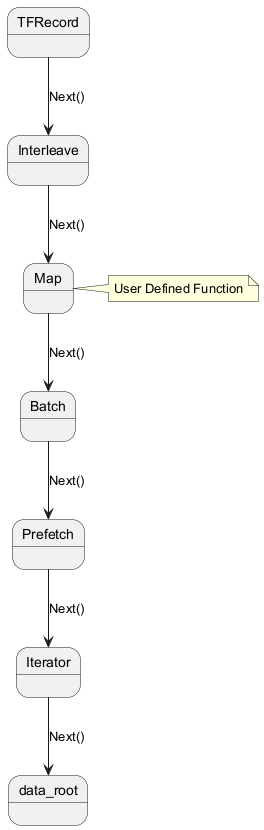 TFRecord
Next()
Interleave
Next()
Map
User Defined Function
Next()
Batch
Next()
Prefetch
Next()
Iterator
Next()
data_root